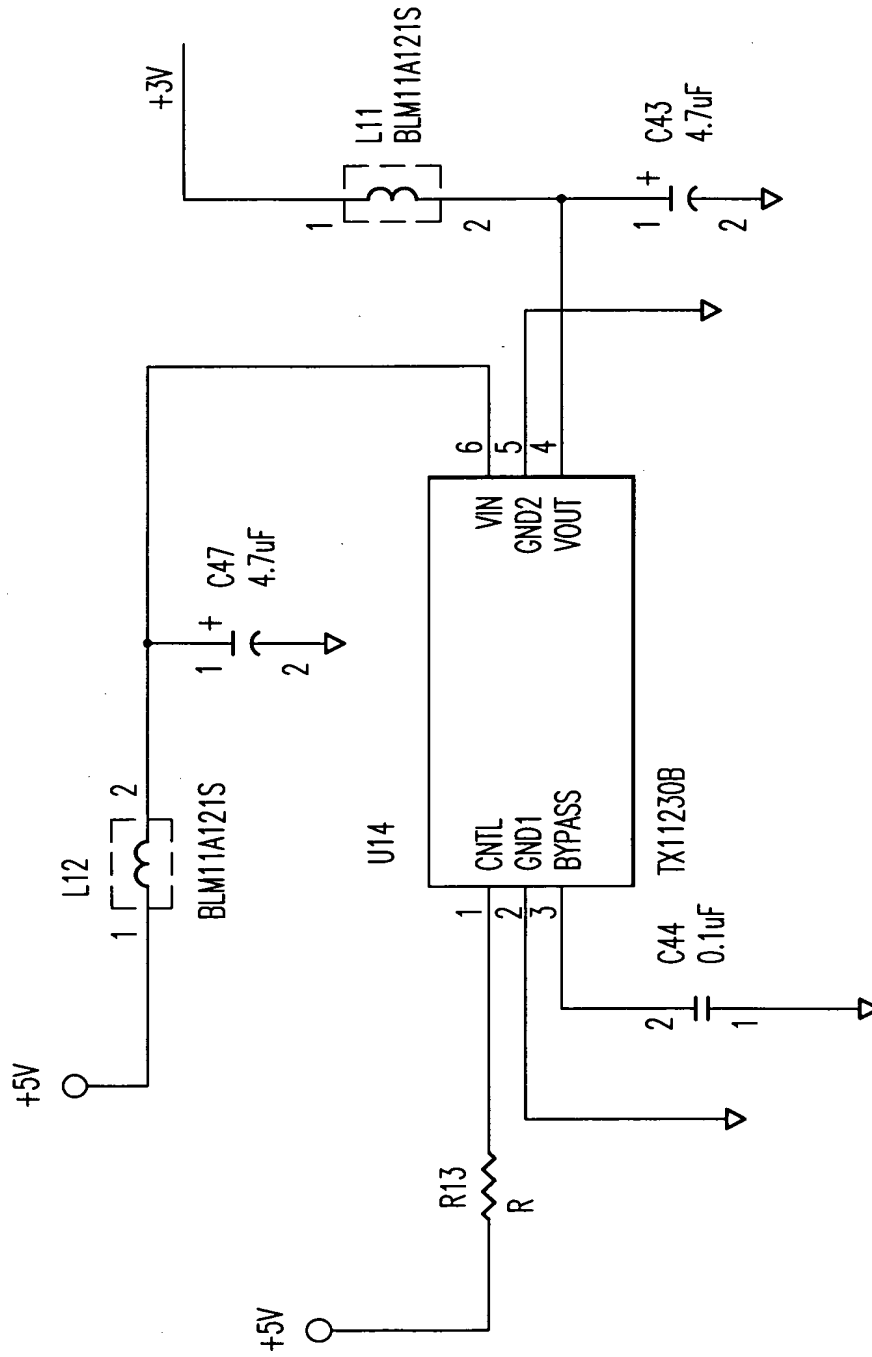 +5V
L12
1
2
BLM11A121S
1
+
C47
4.7uF
2
+3V
1
L11
BLM11A121S
2
1
+
C43
4.7uF
2
+5V
R13
R
U14
1
CNTL
2
GND1
3
BYPASS
VIN
6
GND2
5
VOUT
4
TX11230B
2
C44
0.1uF
1